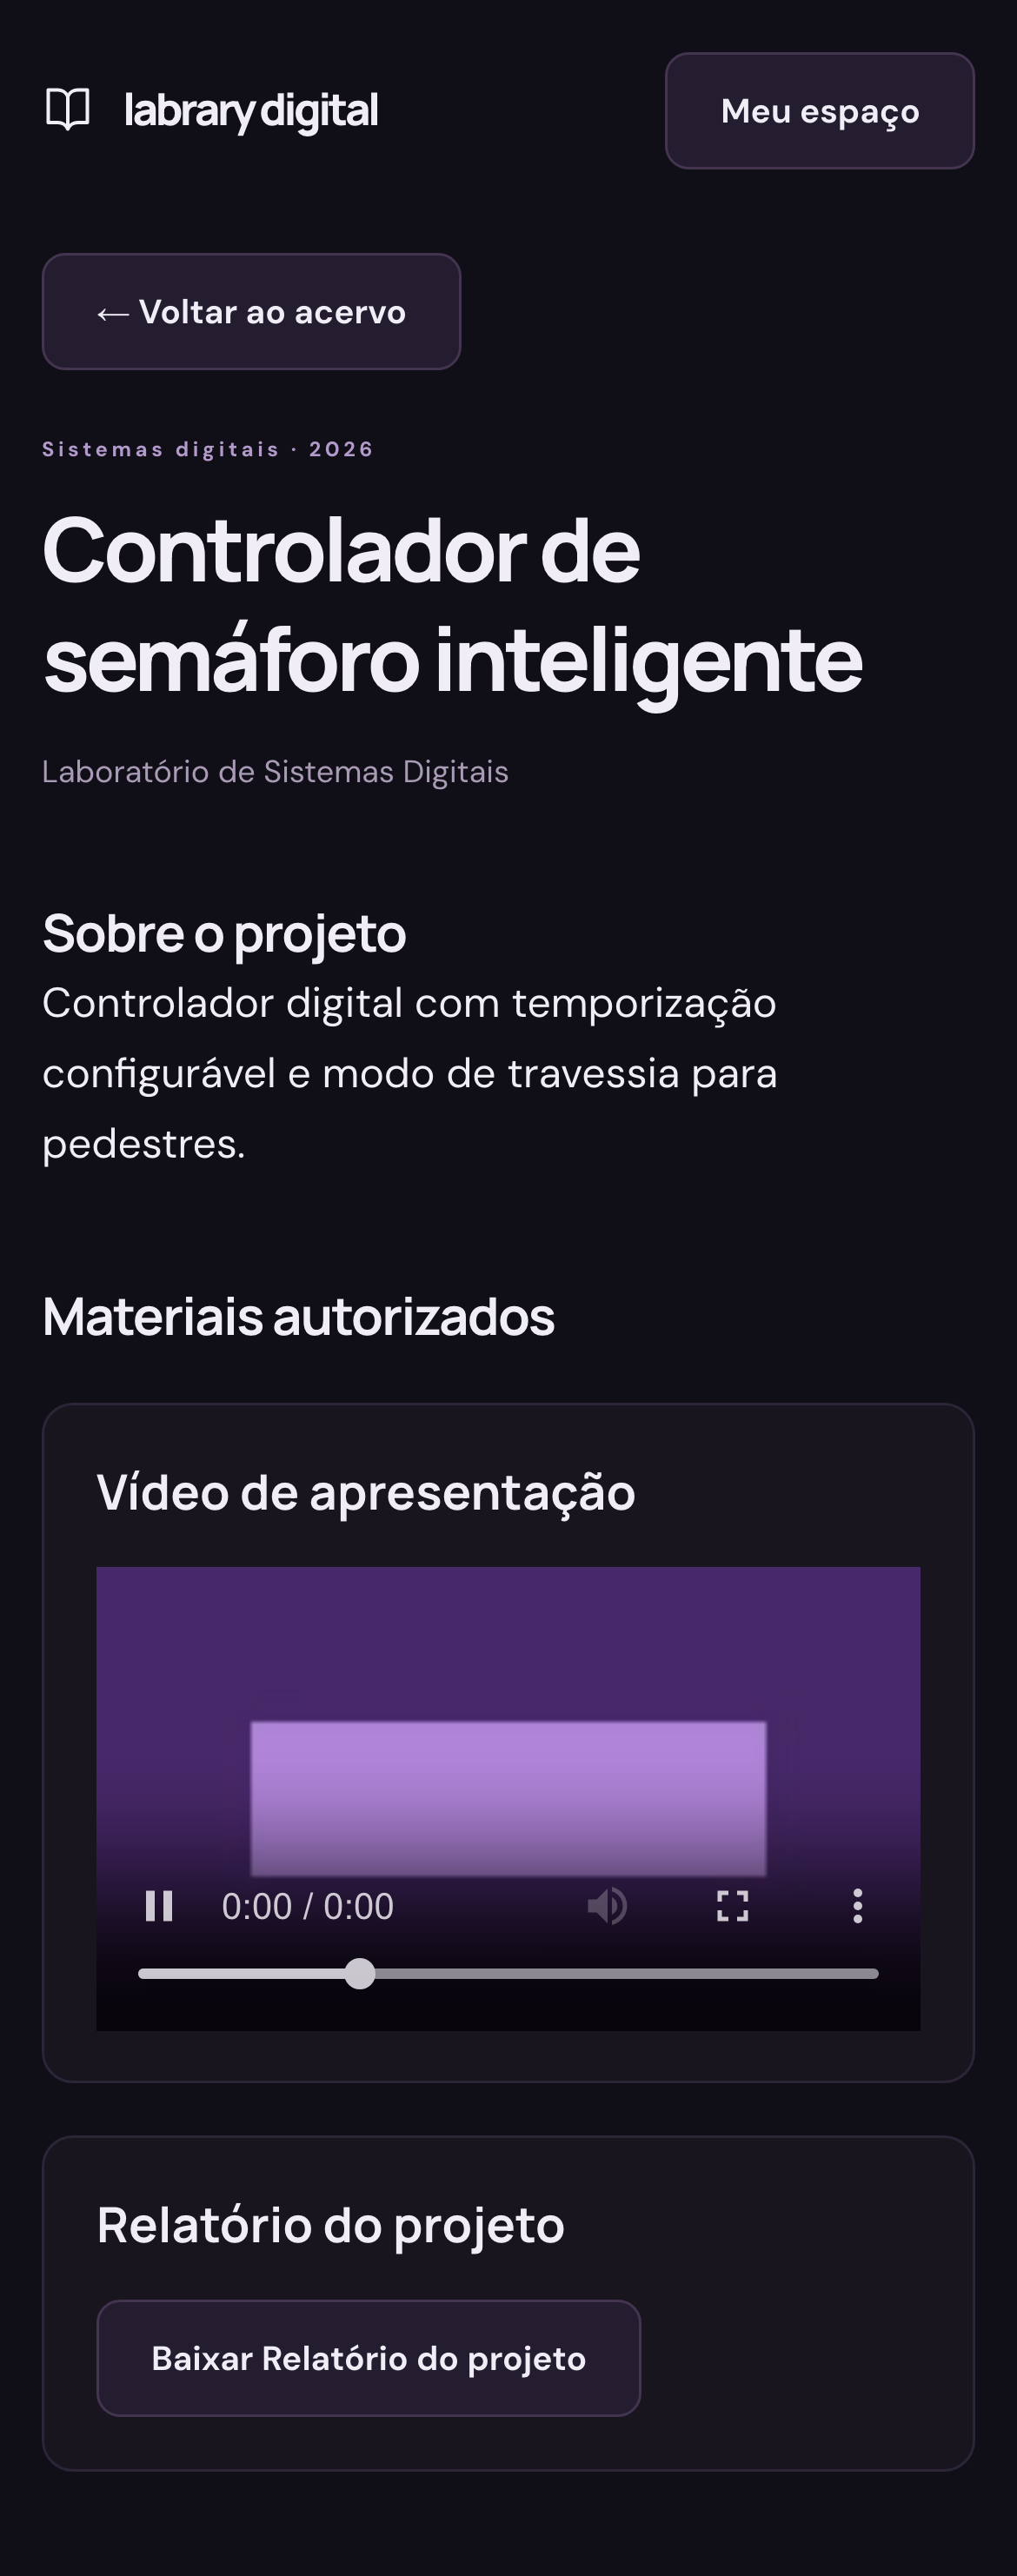 labrary digital
Meu espaço
← Voltar ao acervo
Sistemas digitais · 2026
Controlador de
semáforo inteligente
Laboratório de Sistemas Digitais
Sobre o projeto
Controlador digital com temporização
configurável e modo de travessia para
pedestres.
Materiais autorizados
Vídeo de apresentação
0:00 / 0:00
Relatório do projeto
Baixar Relatório do projeto